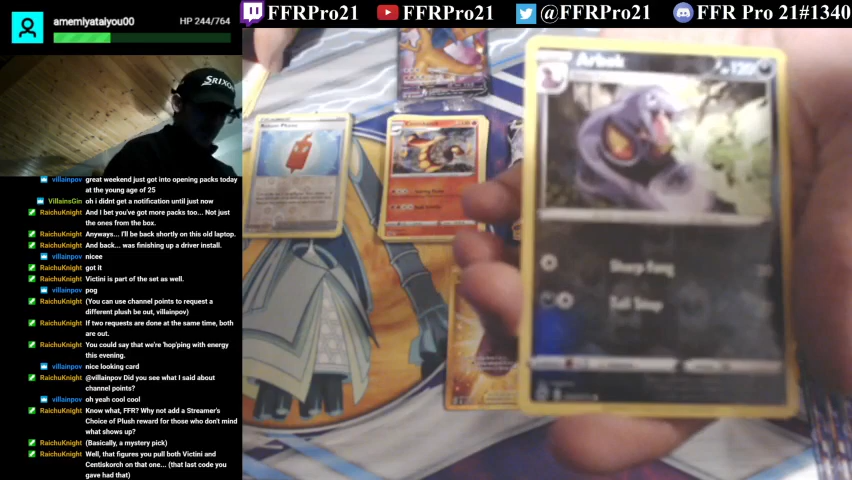 amemlyatalyou00
HP 244/764
FFRPro21
FFRPro21
@FFRPro21
FFR Pro 21#1340
SRIXON
villainpov great weekend just got into opening packs today
at the young age of 25
VillainsGin oh i didnt get a notification until just now
RaichuKnight And I bet you've got more packs too... Not just
the ones from the box.
RaichuKnight Anyways... I'll be back shortly on this old laptop.
RaichuKnight And back... was finishing up a driver install.
villainpov nicee
RaichuKnight got it
RaichuKnight Victini is part of the set as well.
villainpov pog
RaichuKnight (You can use channel points to request a
different plush be out, villainpov)
RaichuKnight If two requests are done at the same time, both
are out.
RaichuKnight You could say that we're 'hop'ping with energy
this evening.
villainpov nice looking card
RaichuKnight @villainpov Did you see what I said about
channel points?
villainpov oh yeah cool cool
RaichuKnight Know what, FFR? Why not add a Streamer's
Choice of Plush reward for those who don't mind
what shows up?
RaichuKnight (Basically, a mystery pick)
RaichuKnight Well, that figures you pull both Victini and
Centiskorch on that one... (that last code you
gave had that)
Rotom Phone
Centiskorch
Arbok
120
Sharp Fang
Tail Snap